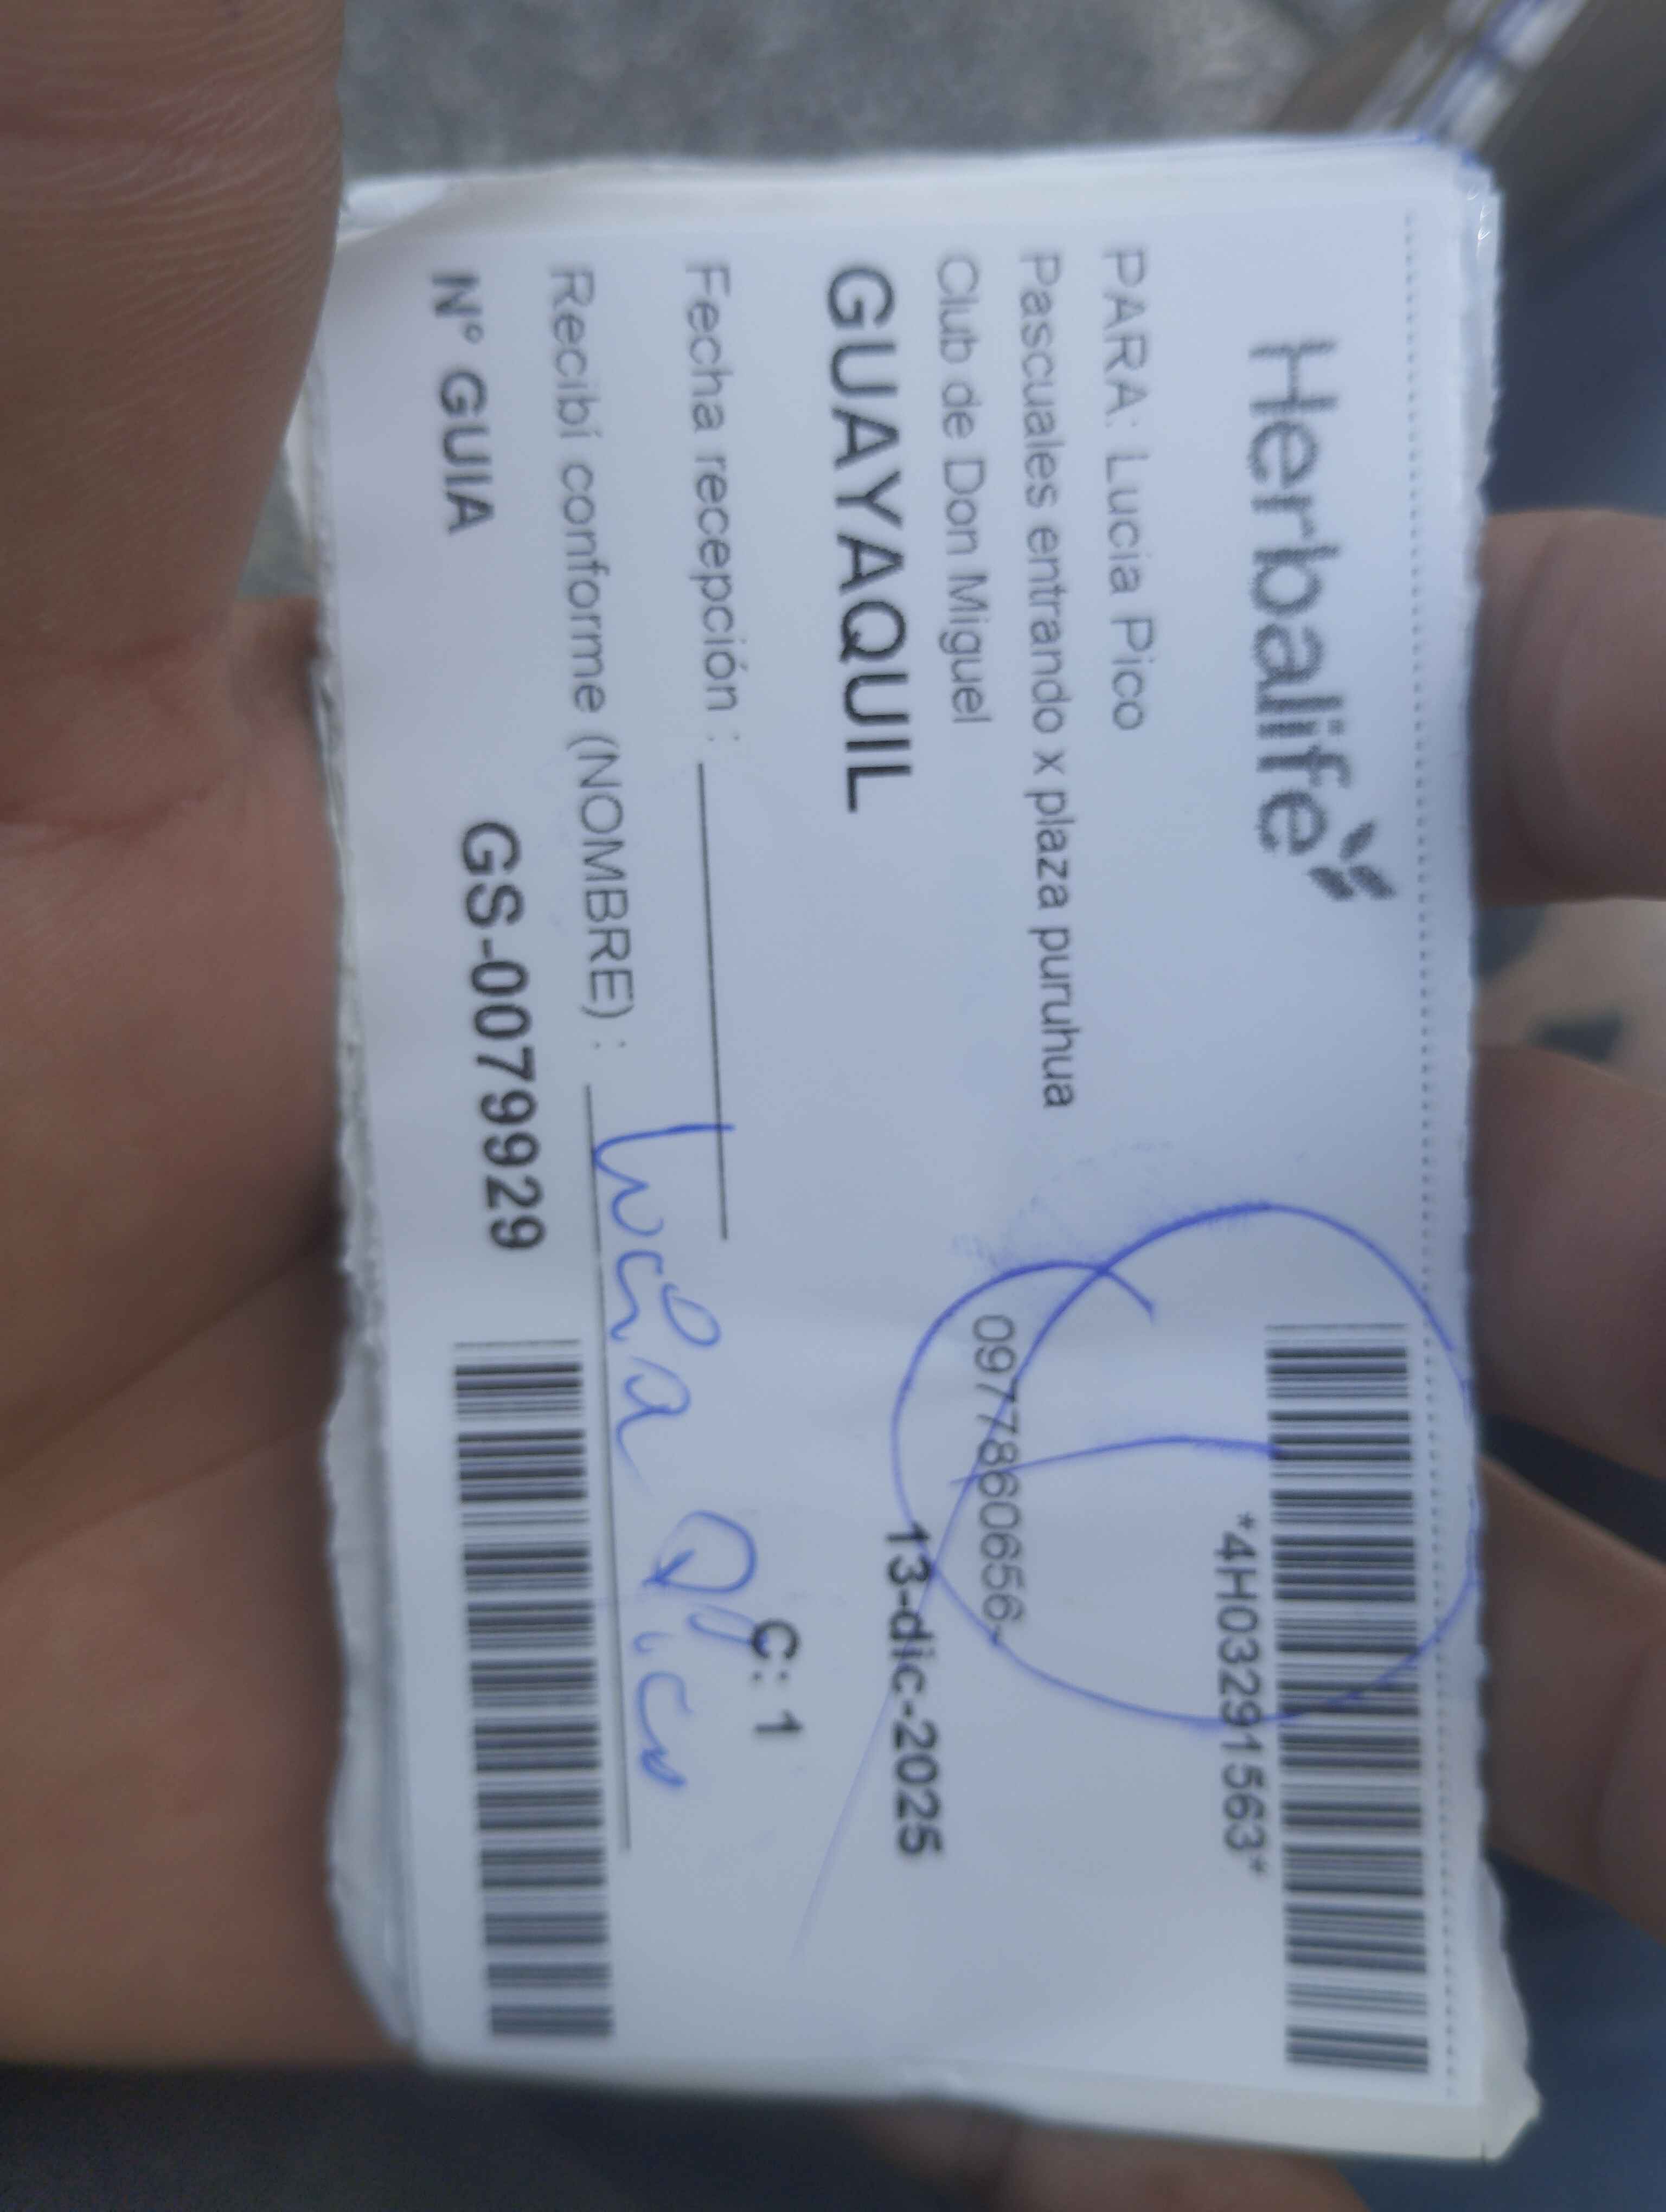 Herbalife
*4H03291563*
PARA: Lucia Pico
Pascuales entrando x plaza puruhua
Club de Don Miguel
0977860656-
GUAYAQUIL
13-dic-2025
C: 1
Fecha recepción :
Recibí conforme (NOMBRE) : Lucia Pico
N° GUIA GS-0079929